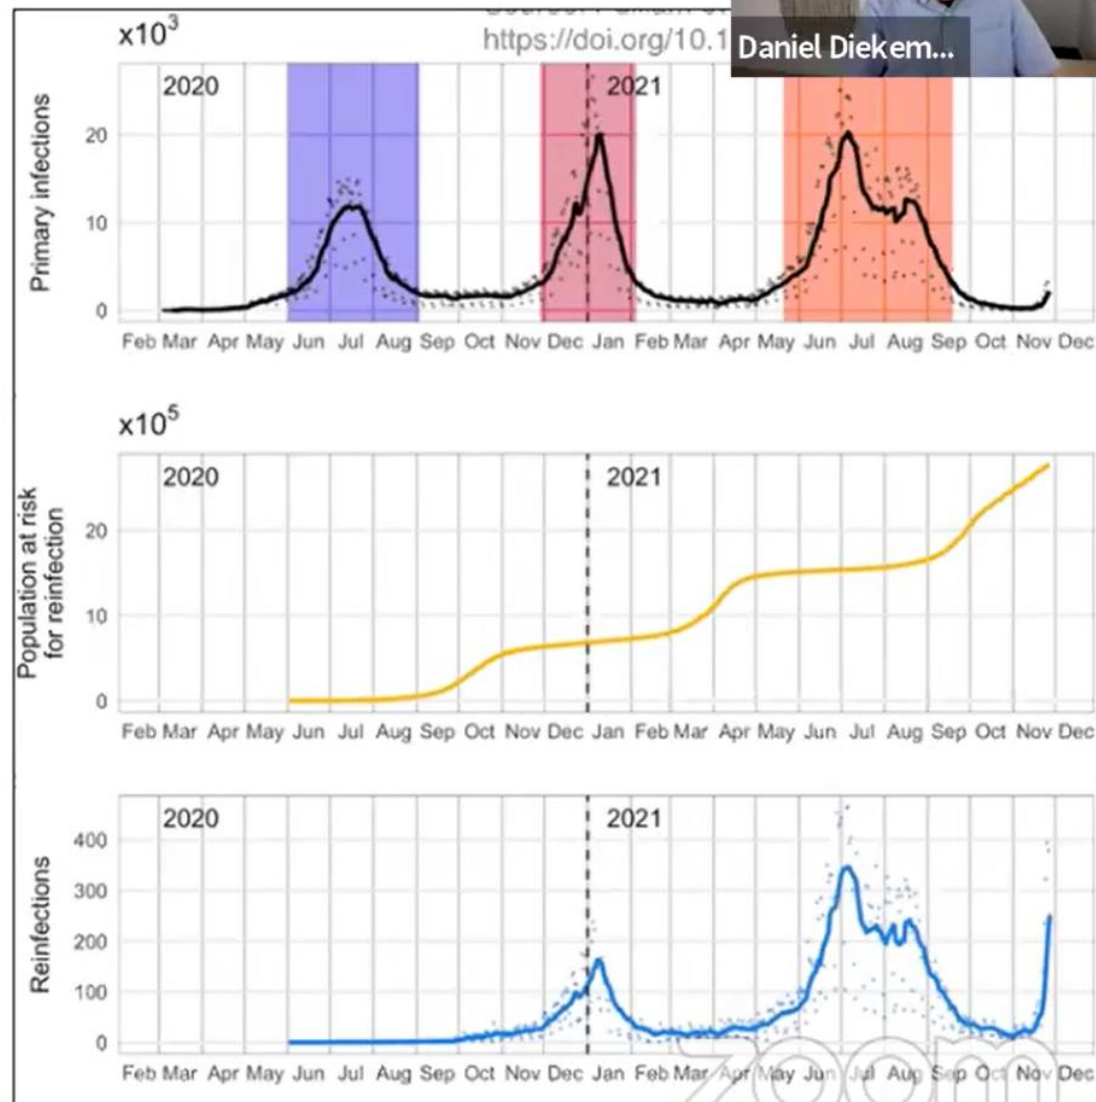 x10³
https://doi.org/10.1
Daniel Diekem...
2020
2021
Primary infections
20
10
0
Feb Mar Apr May Jun Jul Aug Sep Oct Nov Dec Jan Feb Mar Apr May Jun Jul Aug Sep Oct Nov Dec
x10⁵
2020
2021
Population at risk
for reinfection
20
10
0
Feb Mar Apr May Jun Jul Aug Sep Oct Nov Dec Jan Feb Mar Apr May Jun Jul Aug Sep Oct Nov Dec
2020
2021
Reinfections
400
300
200
100
0
Feb Mar Apr May Jun Jul Aug Sep Oct Nov Dec Jan Feb Mar Apr May Jun Jul Aug Sep Oct Nov Dec
zoom